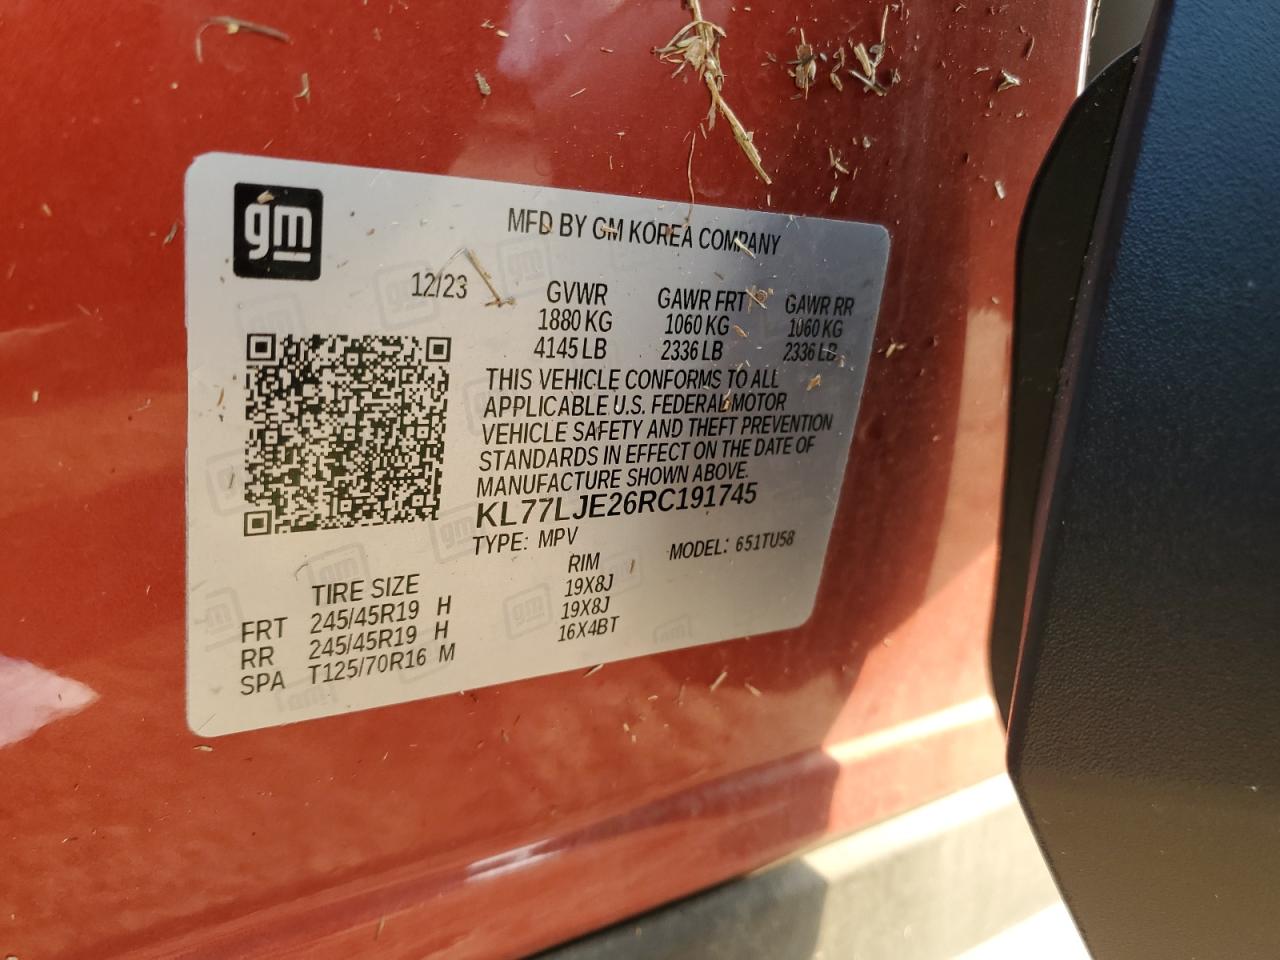 gm
MFD BY GM KOREA COMPANY
12/23
GVWR GAWR FRT GAWR RR
1880 KG 1060 KG 1060 KG
4145 LB 2336 LB 2336 LB
THIS VEHICLE CONFORMS TO ALL
APPLICABLE U.S. FEDERAL MOTOR
VEHICLE SAFETY AND THEFT PREVENTION
STANDARDS IN EFFECT ON THE DATE OF
MANUFACTURE SHOWN ABOVE.
KL77LJE26RC191745
TYPE: MPV MODEL: 651TU58
TIRE SIZE RIM
FRT 245/45R19 H 19X8J
RR 245/45R19 H 19X8J
SPA T125/70R16 M 16X4BT